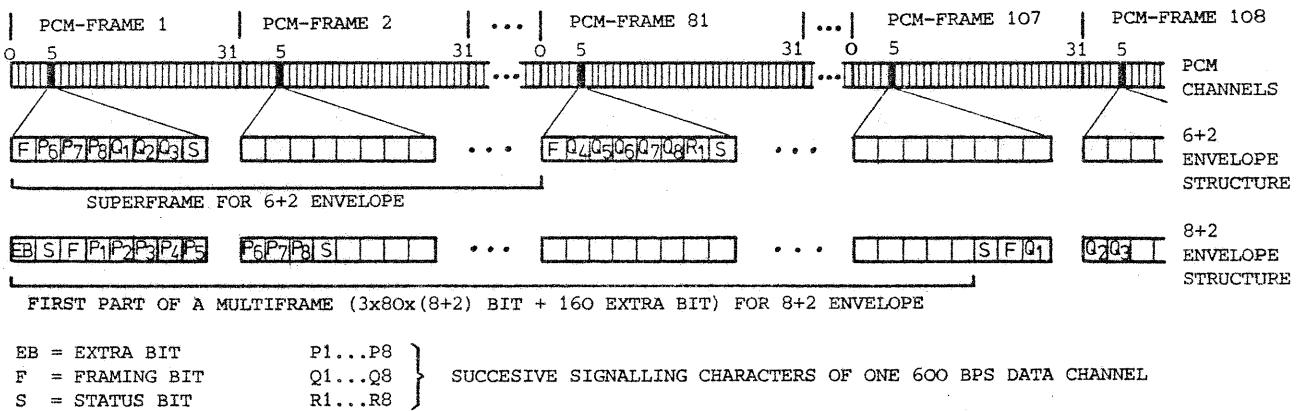 PCM-FRAME 1 PCM-FRAME 2 ... PCM-FRAME 81 ... PCM-FRAME 107 PCM-FRAME 108
0 5 31 5 31 0 5 31 0 5 31 5
... ... PCM CHANNELS
F P6 P7 P8 Q1 Q2 Q3 S ... F Q4 Q5 Q6 Q7 Q8 R1 S ... 6+2 ENVELOPE STRUCTURE
SUPERFRAME FOR 6+2 ENVELOPE
EB S F P1 P2 P3 P4 P5 P6 P7 P8 S ... ... S F Q1 Q2 Q3 8+2 ENVELOPE STRUCTURE
FIRST PART OF A MULTIFRAME (3x80x(8+2) BIT + 160 EXTRA BIT) FOR 8+2 ENVELOPE
EB = EXTRA BIT P1...P8
F = FRAMING BIT Q1...Q8 } SUCCESIVE SIGNALLING CHARACTERS OF ONE 600 BPS DATA CHANNEL
S = STATUS BIT R1...R8